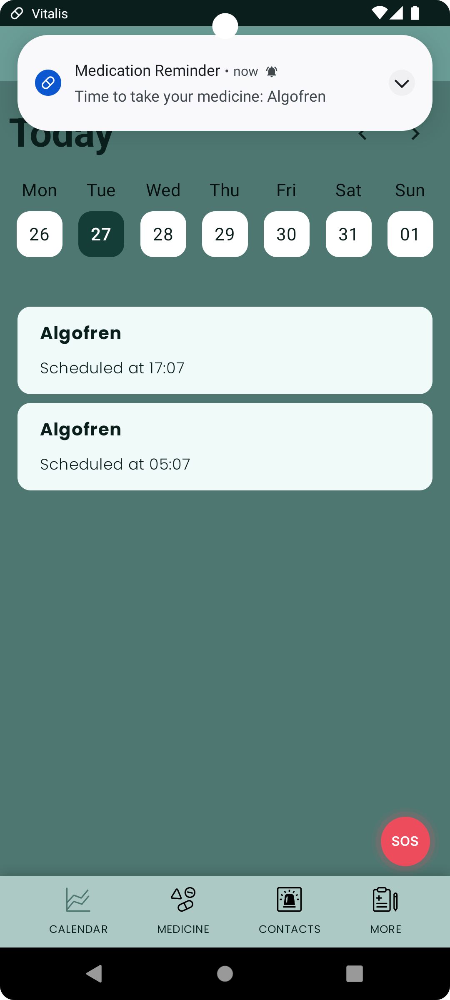 Vitalis
Medication Reminder • now
Time to take your medicine: Algofren
Today
Mon Tue Wed Thu Fri Sat Sun
26 27 28 29 30 31 01
Algofren
Scheduled at 17:07
Algofren
Scheduled at 05:07
SOS
CALENDAR MEDICINE CONTACTS MORE